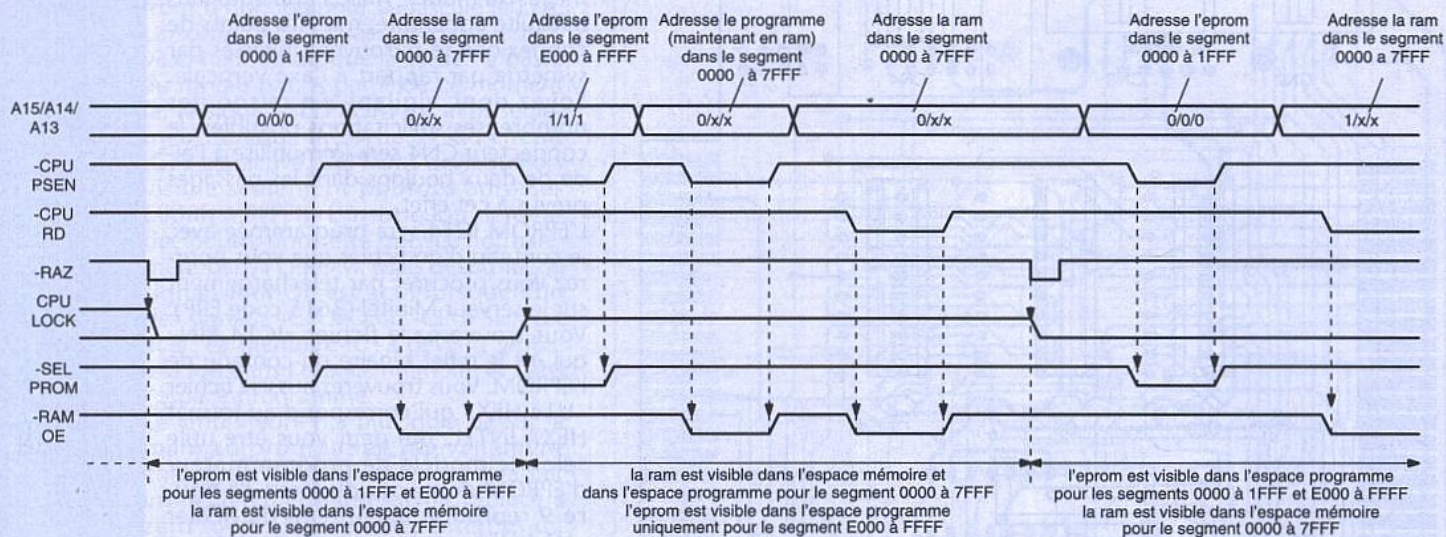 Adresse l'eprom
dans le segment
0000 à 1FFF
Adresse la ram
dans le segment
0000 à 7FFF
Adresse l'eprom
dans le segment
E000 à FFFF
Adresse le programme
(maintenant en ram)
dans le segment
0000 à 7FFF
Adresse la ram
dans le segment
0000 à 7FFF
Adresse l'eprom
dans le segment
0000 à 1FFF
Adresse la ram
dans le segment
0000 a 7FFF
A15/A14/
A13
0/0/0
0/x/x
1/1/1
0/x/x
0/x/x
0/0/0
1/x/x
-CPU
PSEN
-CPU
RD
-RAZ
CPU
LOCK
-SEL
PROM
-RAM
OE
l'eprom est visible dans l'espace programme
pour les segments 0000 à 1FFF et E000 à FFFF
la ram est visible dans l'espace mémoire
pour le segment 0000 à 7FFF
la ram est visible dans l'espace mémoire et
dans l'espace programme pour le segment 0000 à 7FFF
l'eprom est visible dans l'espace programme
uniquement pour le segment E000 à FFFF
l'eprom est visible dans l'espace programme
pour les segments 0000 à 1FFF et E000 à FFFF
la ram est visible dans l'espace mémoire
pour le segment 0000 à 7FFF